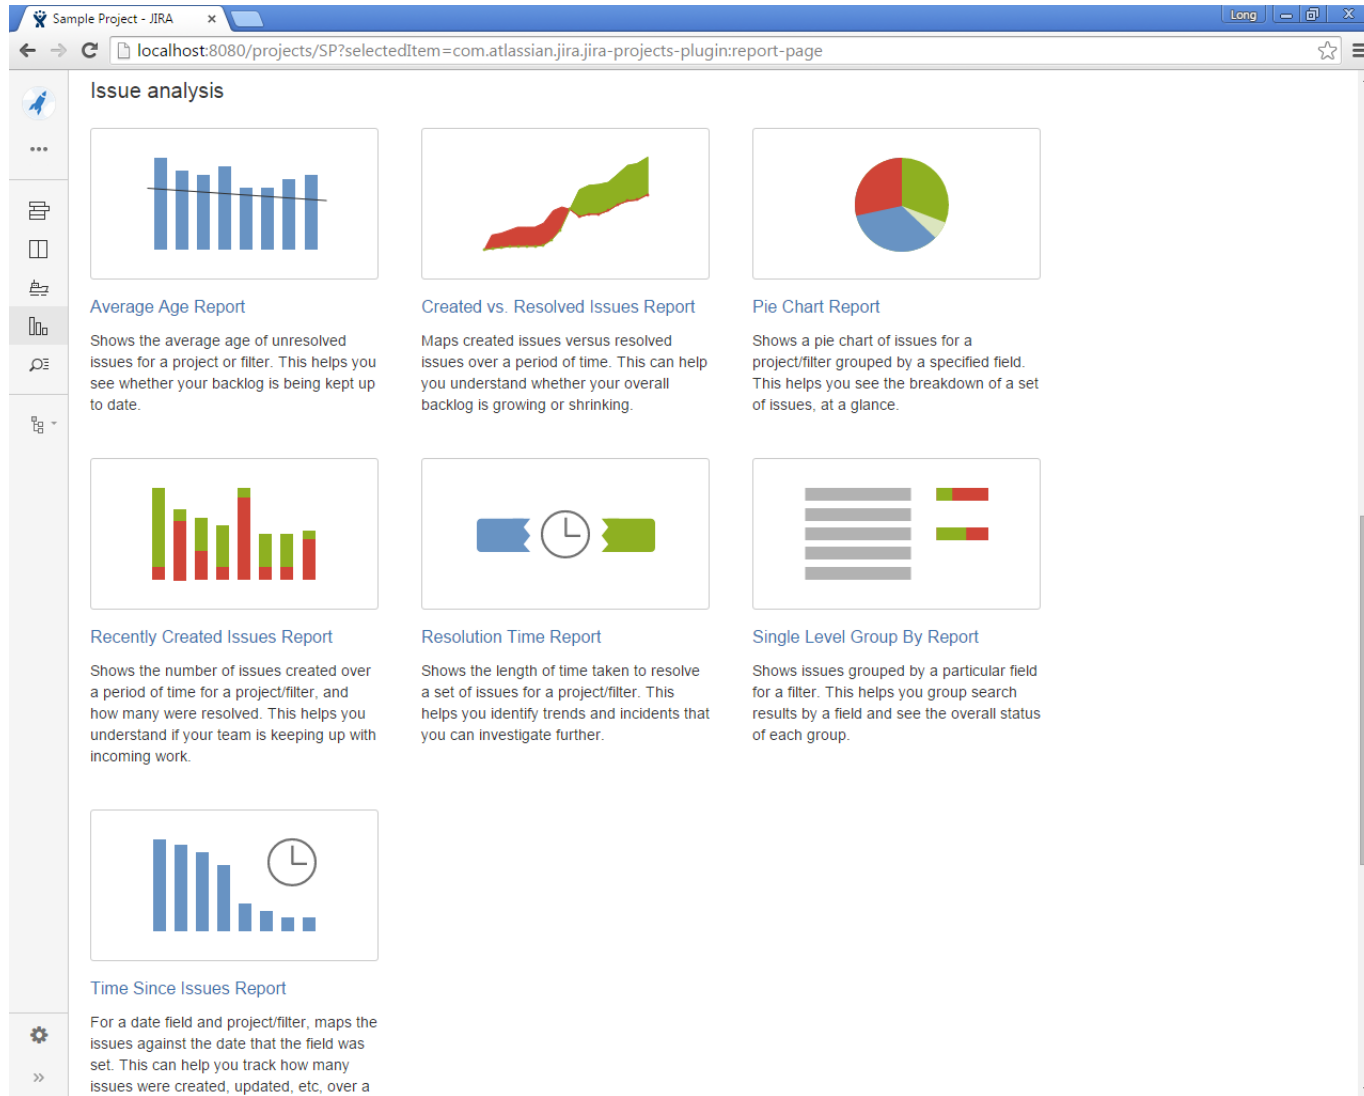 Sample Project - JIRA
Long
localhost:8080/projects/SP?selectedItem=com.atlassian.jira.jira-projects-plugin:report-page
Issue analysis
Average Age Report
Shows the average age of unresolved
issues for a project or filter. This helps you
see whether your backlog is being kept up
to date.
Created vs. Resolved Issues Report
Maps created issues versus resolved
issues over a period of time. This can help
you understand whether your overall
backlog is growing or shrinking.
Pie Chart Report
Shows a pie chart of issues for a
project/filter grouped by a specified field.
This helps you see the breakdown of a set
of issues, at a glance.
Recently Created Issues Report
Shows the number of issues created over
a period of time for a project/filter, and
how many were resolved. This helps you
understand if your team is keeping up with
incoming work.
Resolution Time Report
Shows the length of time taken to resolve
a set of issues for a project/filter. This
helps you identify trends and incidents that
you can investigate further.
Single Level Group By Report
Shows issues grouped by a particular field
for a filter. This helps you group search
results by a field and see the overall status
of each group.
Time Since Issues Report
For a date field and project/filter, maps the
issues against the date that the field was
set. This can help you track how many
issues were created, updated, etc, over a